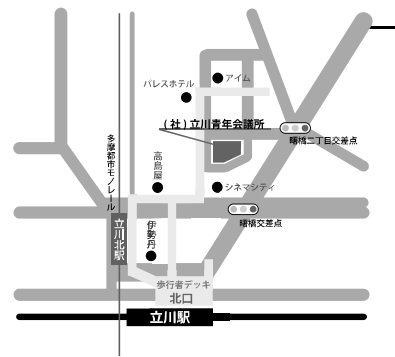 アイム
パレスホテル
(社)立川青年会議所
曙橋二丁目交差点
多摩都市モノレール
高島屋
シネマシティ
曙橋交差点
立川北駅
伊勢丹
歩行者デッキ
北口
立川駅